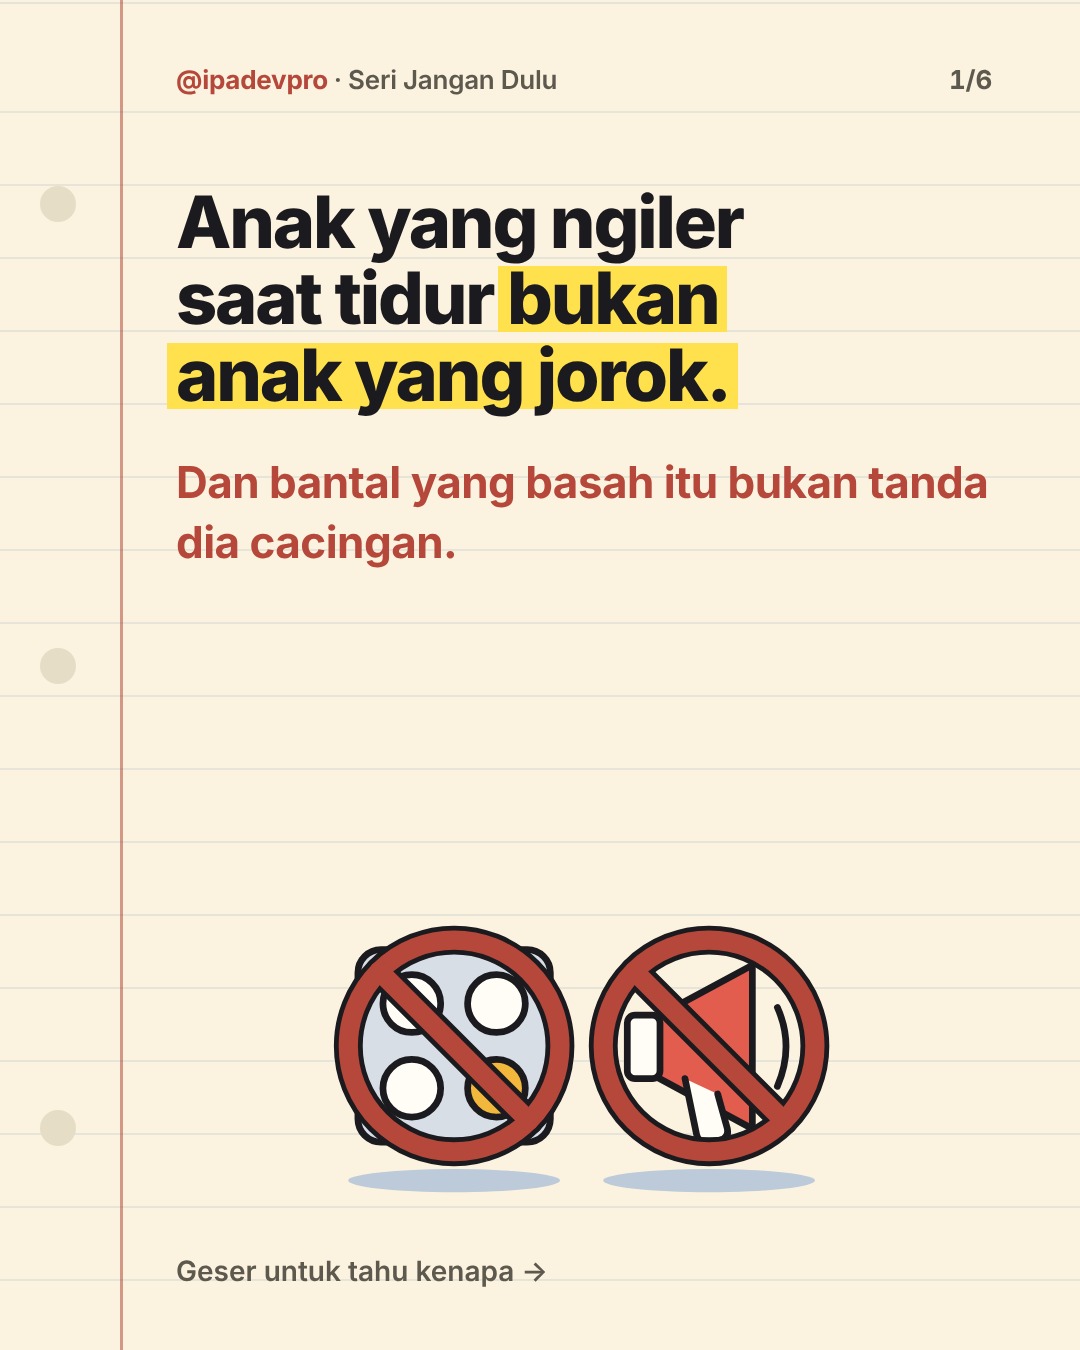 @ipadevpro · Seri Jangan Dulu
1/6
Anak yang ngiler
saat tidur bukan
anak yang jorok.
Dan bantal yang basah itu bukan tanda
dia cacingan.
Geser untuk tahu kenapa →